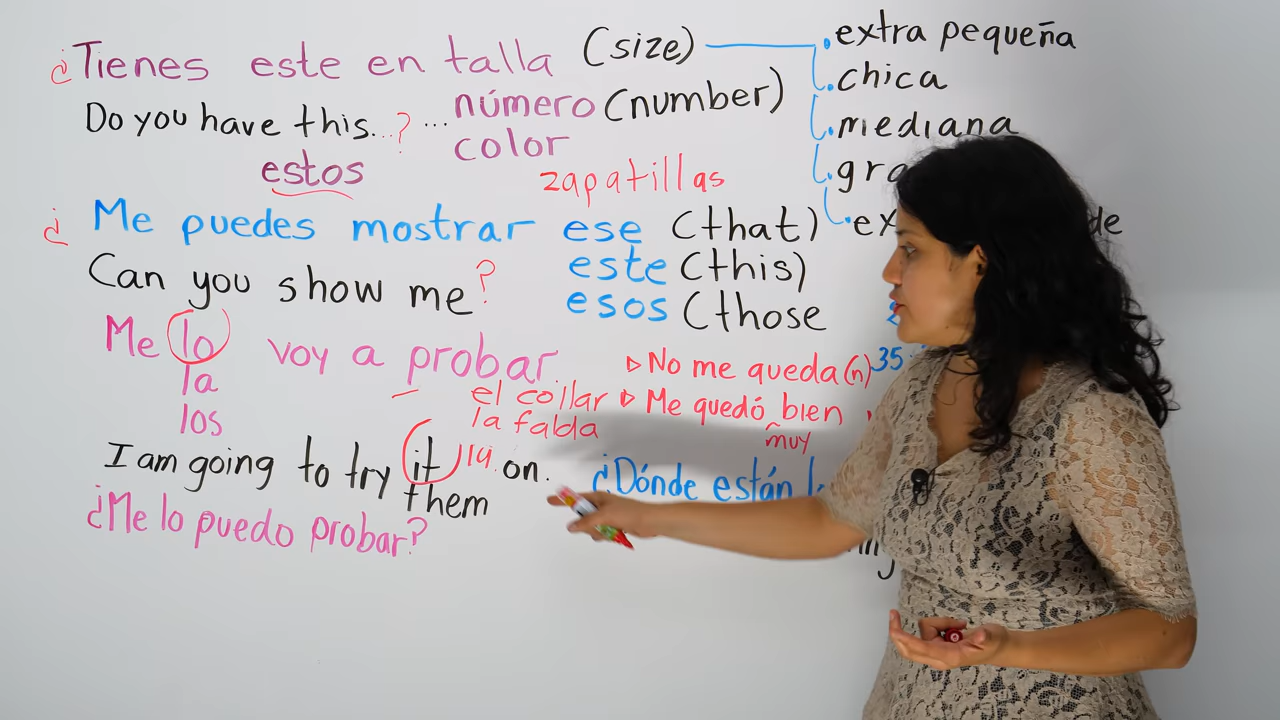 ¿Tienes este en talla (size)
extra pequeña
chica
mediana
Do you have this...? ... número (number)
color
estos
zapatillas
¿Me puedes mostrar ese (that)
Can you show me? este (this)
esos (those
Me lo voy a probar.
la
los
el collar
la falda
▹ No me queda(n) 35
▹ Me quedó bien
muy
I am going to try it on.
them
¿Dónde están
¿Me lo puedo probar?